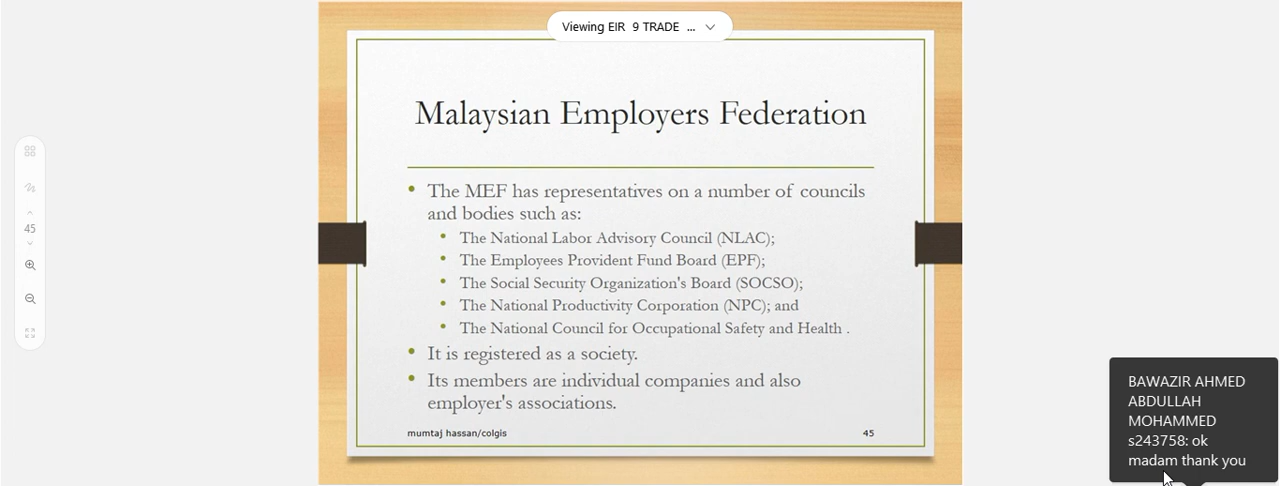 Viewing EIR 9 TRADE ...
Malaysian Employers Federation
• The MEF has representatives on a number of councils
and bodies such as:
• The National Labor Advisory Council (NLAC);
• The Employees Provident Fund Board (EPF);
• The Social Security Organization's Board (SOCSO);
• The National Productivity Corporation (NPC); and
• The National Council for Occupational Safety and Health .
• It is registered as a society.
• Its members are individual companies and also
employer's associations.
mumtaj hassan/colgis
45
45
BAWAZIR AHMED
ABDULLAH
MOHAMMED
s243758: ok
madam thank you